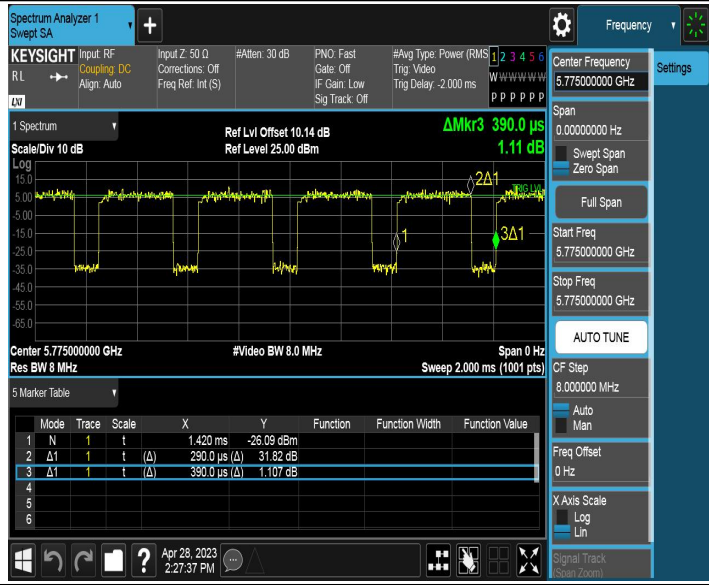 Spectrum Analyzer 1
Swept SA
+
Frequency
KEYSIGHT
RL
LXI
Input: RF
Coupling: DC
Align: Auto
Input Z: 50 Ω
Corrections: Off
Freq Ref: Int (S)
#Atten: 30 dB
PNO: Fast
Gate: Off
IF Gain: Low
Sig Track: Off
#Avg Type: Power (RMS)
Trig: Video
Trig Delay: -2.000 ms
1 2 3 4 5 6
W W W W W W
P P P P P P
1 Spectrum
Scale/Div 10 dB
Ref Lvl Offset 10.14 dB
Ref Level 25.00 dBm
ΔMkr3 390.0 µs
1.11 dB
Log
15.0
5.00
-5.00
-15.0
-25.0
-35.0
-45.0
-55.0
-65.0
2Δ1
TRIG LVL
1
3Δ1
Center 5.775000000 GHz
Res BW 8 MHz
#Video BW 8.0 MHz
Span 0 Hz
Sweep 2.000 ms (1001 pts)
5 Marker Table
Mode Trace Scale X Y Function Function Width Function Value
1 N 1 t 1.420 ms -26.09 dBm
2 Δ1 1 t (Δ) 290.0 µs (Δ) 31.82 dB
3 Δ1 1 t (Δ) 390.0 µs (Δ) 1.107 dB
4
5
6
?
Apr 28, 2023
2:27:37 PM
Center Frequency
5.775000000 GHz
Settings
Span
0.00000000 Hz
Swept Span
Zero Span
Full Span
Start Freq
5.775000000 GHz
Stop Freq
5.775000000 GHz
AUTO TUNE
CF Step
8.000000 MHz
Auto
Man
Freq Offset
0 Hz
X Axis Scale
Log
Lin
Signal Track
(Span Zoom)